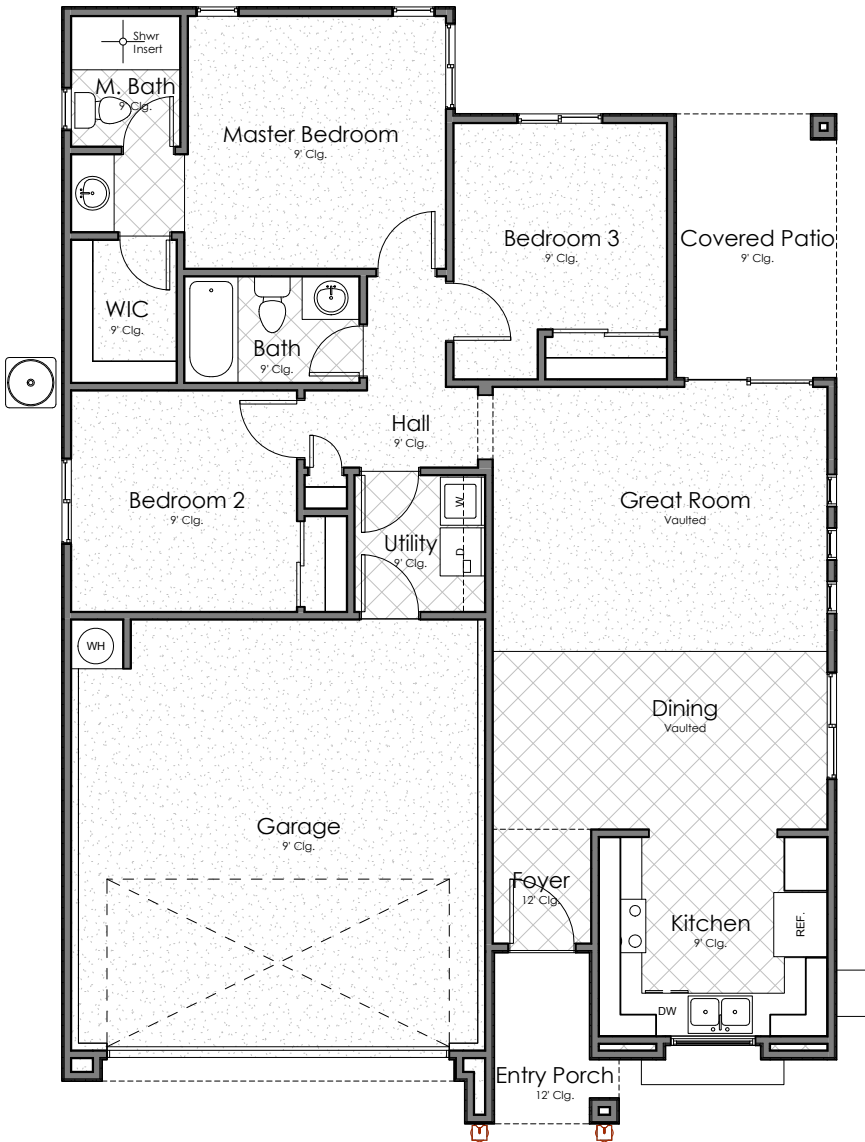 Shwr
Insert
M. Bath
9' Clg.
Master Bedroom
9' Clg.
Bedroom 3
9' Clg.
Covered Patio
9' Clg.
WIC
9' Clg.
Bath
9' Clg.
Hall
9' Clg.
Bedroom 2
9' Clg.
W
Utility
9' Clg.
D
Great Room
Vaulted
WH
Dining
Vaulted
Garage
9' Clg.
Foyer
12' Clg.
Kitchen
9' Clg.
REF.
DW
Entry Porch
12' Clg.